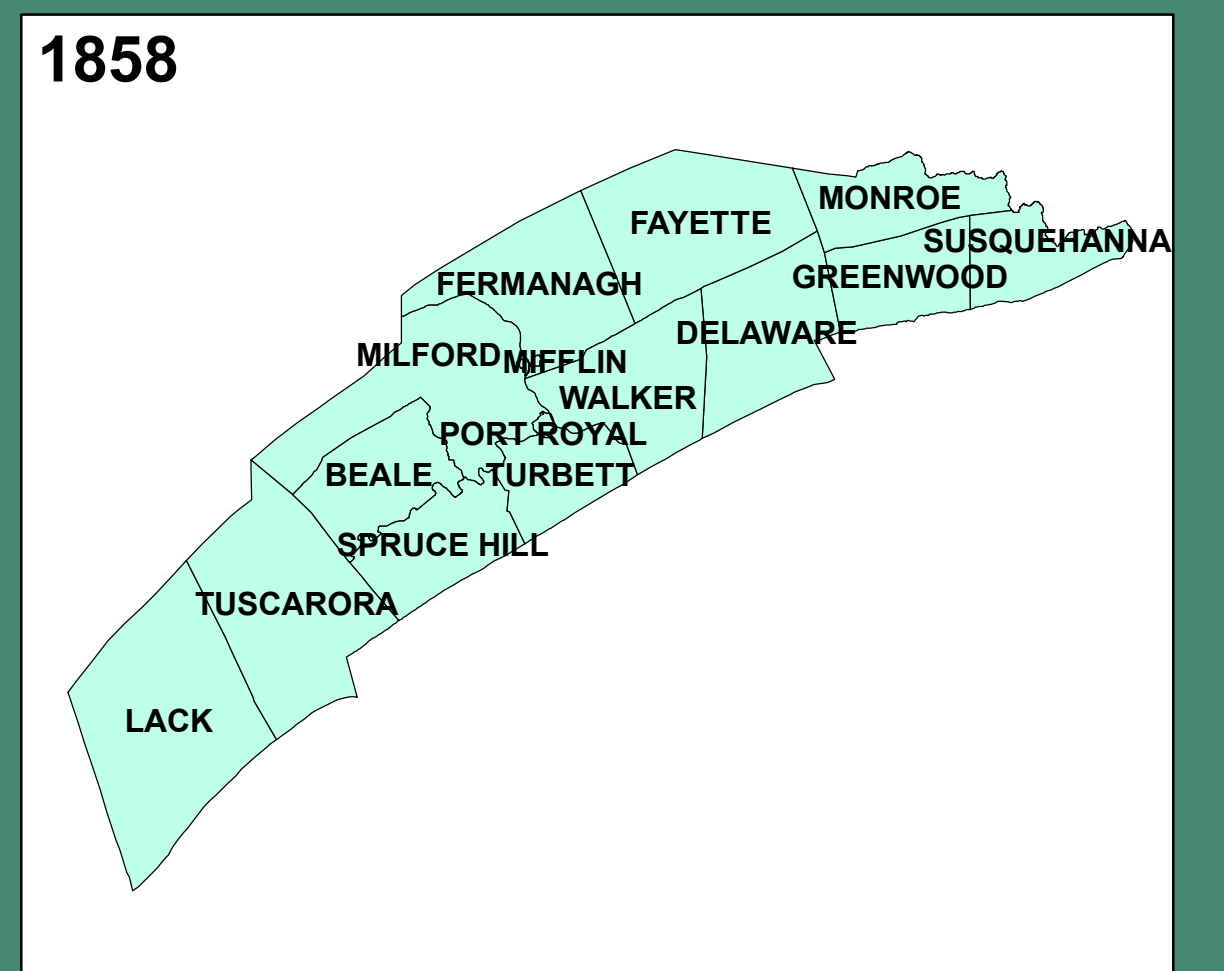 1858
MONROE
FAYETTE
SUSQUEHANNA
GREENWOOD
FERMANAGH
DELAWARE
MILFORD
MIFFLIN
WALKER
PORT ROYAL
BEALE
TURBETT
SPRUCE HILL
TUSCARORA
LACK